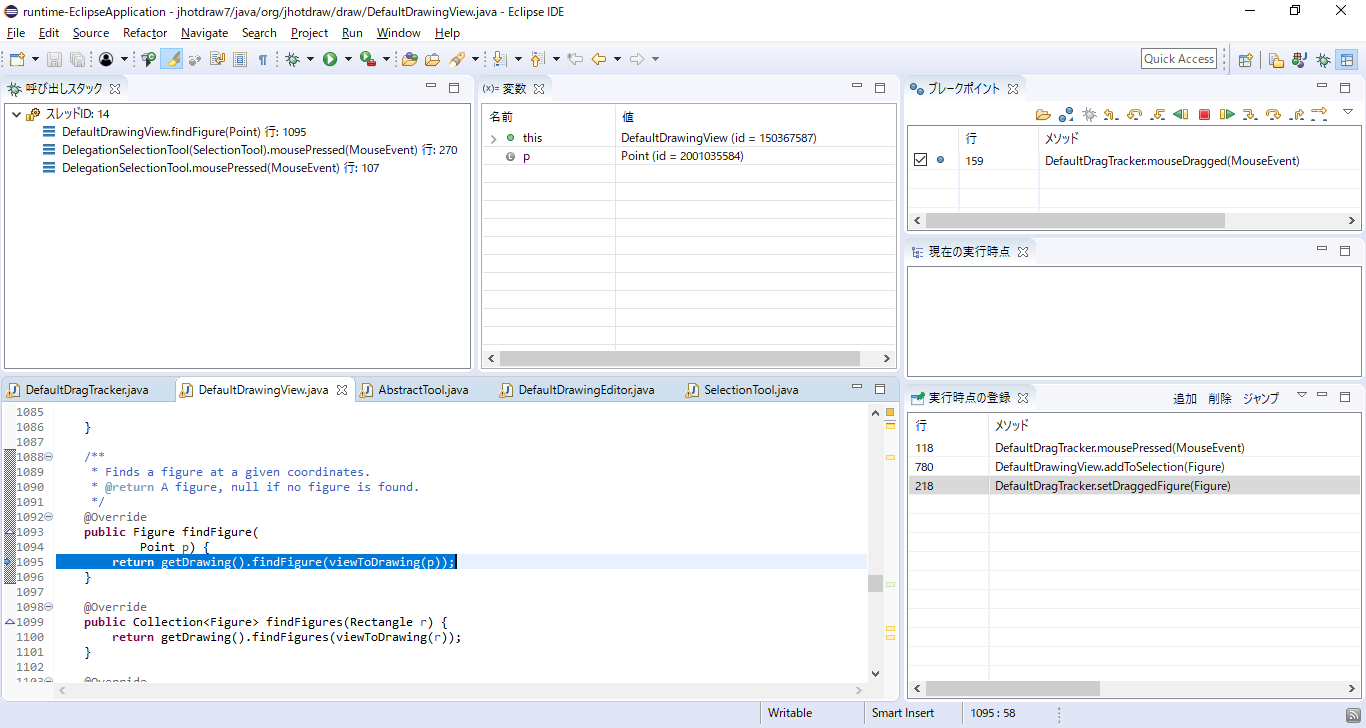 runtime-EclipseApplication - jhotdraw7/java/org/jhotdraw/draw/DefaultDrawingView.java - Eclipse IDE
File Edit Source Refactor Navigate Search Project Run Window Help
Quick Access
呼び出しスタック
スレッドID: 14
DefaultDrawingView.findFigure(Point) 行: 1095
DelegationSelectionTool(SelectionTool).mousePressed(MouseEvent) 行: 270
DelegationSelectionTool.mousePressed(MouseEvent) 行: 107
(x)= 変数
名前 値
this DefaultDrawingView (id = 150367587)
p Point (id = 2001035584)
ブレークポイント
行 メソッド
159 DefaultDragTracker.mouseDragged(MouseEvent)
現在の実行時点
DefaultDragTracker.java DefaultDrawingView.java AbstractTool.java DefaultDrawingEditor.java SelectionTool.java
1085
1086 }
1087
1088 /**
1089 * Finds a figure at a given coordinates.
1090 * @return A figure, null if no figure is found.
1091 */
1092 @Override
1093 public Figure findFigure(
1094 Point p) {
1095 return getDrawing().findFigure(viewToDrawing(p));
1096 }
1097
1098 @Override
1099 public Collection<Figure> findFigures(Rectangle r) {
1100 return getDrawing().findFigures(viewToDrawing(r));
1101 }
1102
1103 @Override
実行時点の登録 追加 削除 ジャンプ
行 メソッド
118 DefaultDragTracker.mousePressed(MouseEvent)
780 DefaultDrawingView.addToSelection(Figure)
218 DefaultDragTracker.setDraggedFigure(Figure)
Writable Smart Insert 1095 : 58